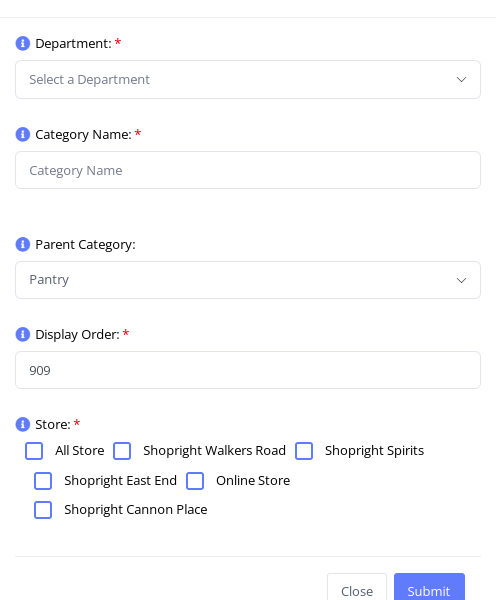 Department: *
Select a Department
Category Name: *
Category Name
Parent Category:
Pantry
Display Order: *
909
Store: *
All Store Shopright Walkers Road Shopright Spirits
Shopright East End Online Store
Shopright Cannon Place
Close Submit